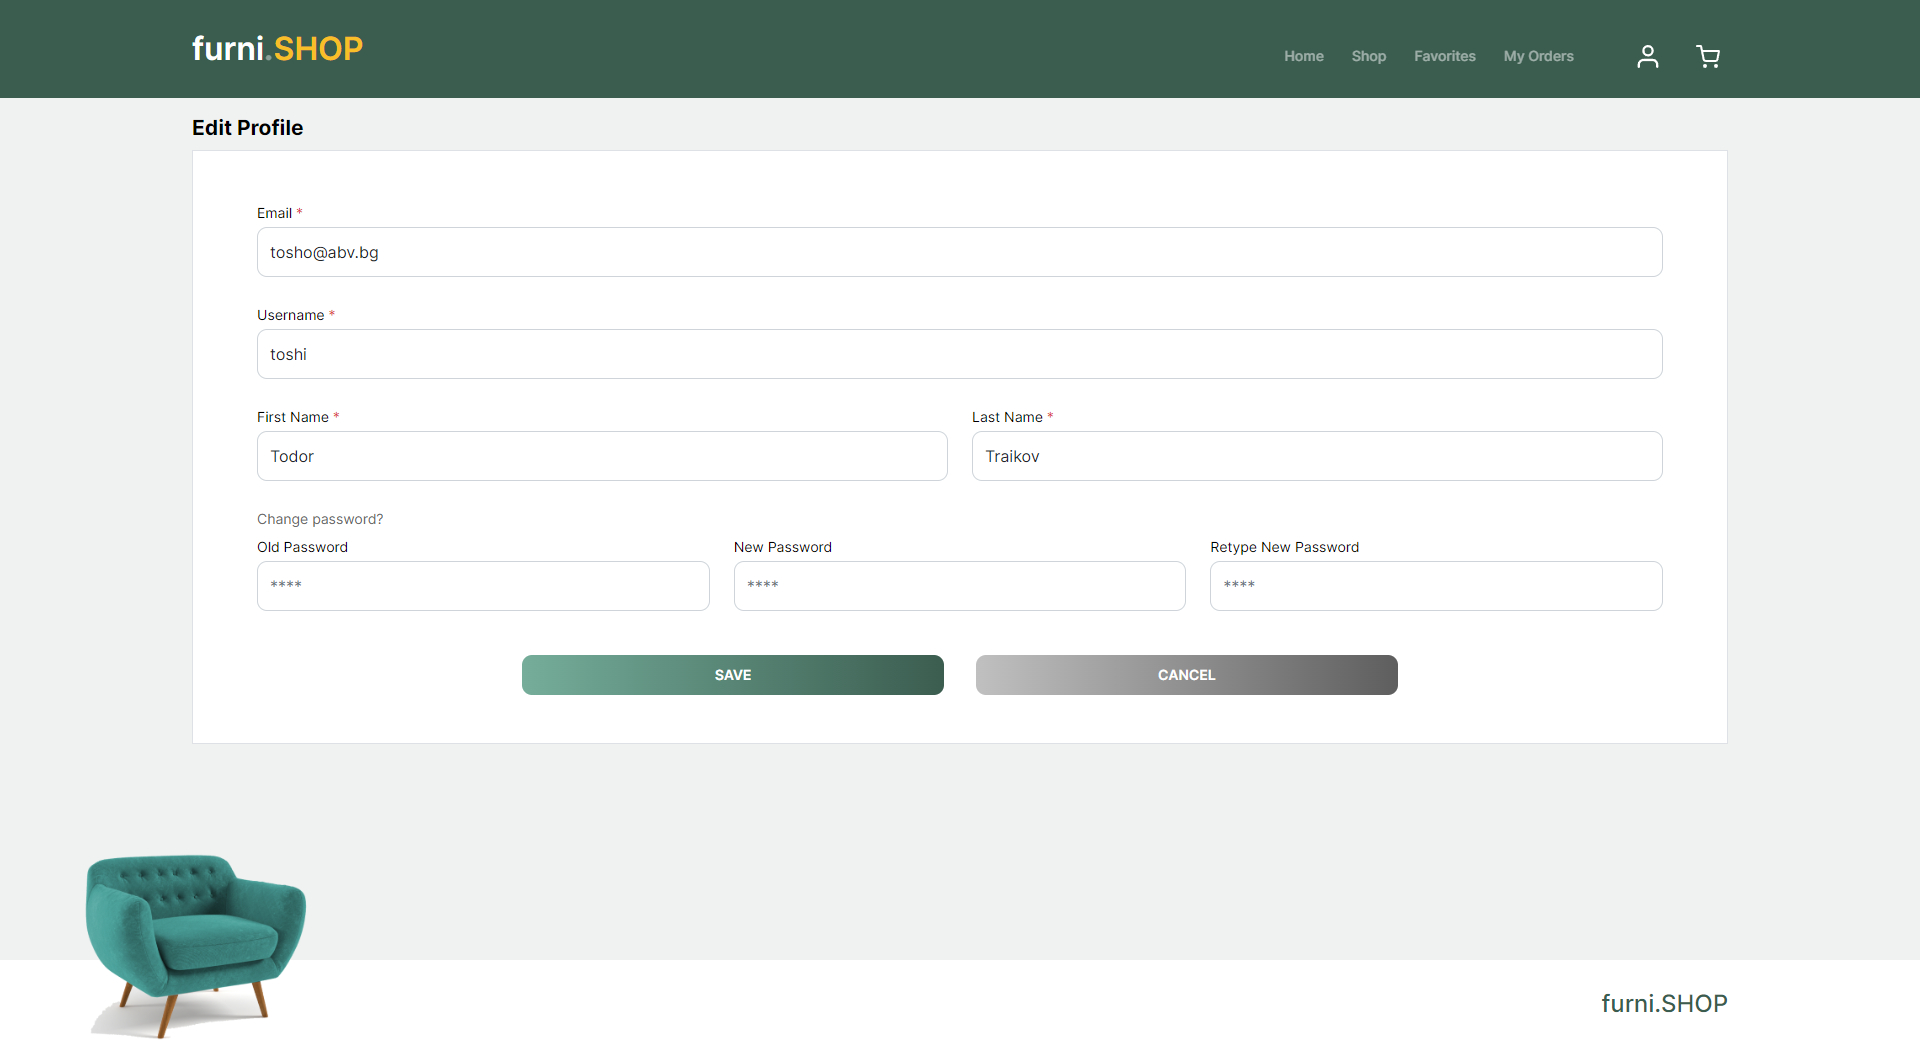 furni.SHOP
Home Shop Favorites My Orders
Edit Profile
Email *
tosho@abv.bg
Username *
toshi
First Name * Last Name *
Todor Traikov
Change password?
Old Password New Password Retype New Password
**** **** ****
SAVE CANCEL
furni.SHOP